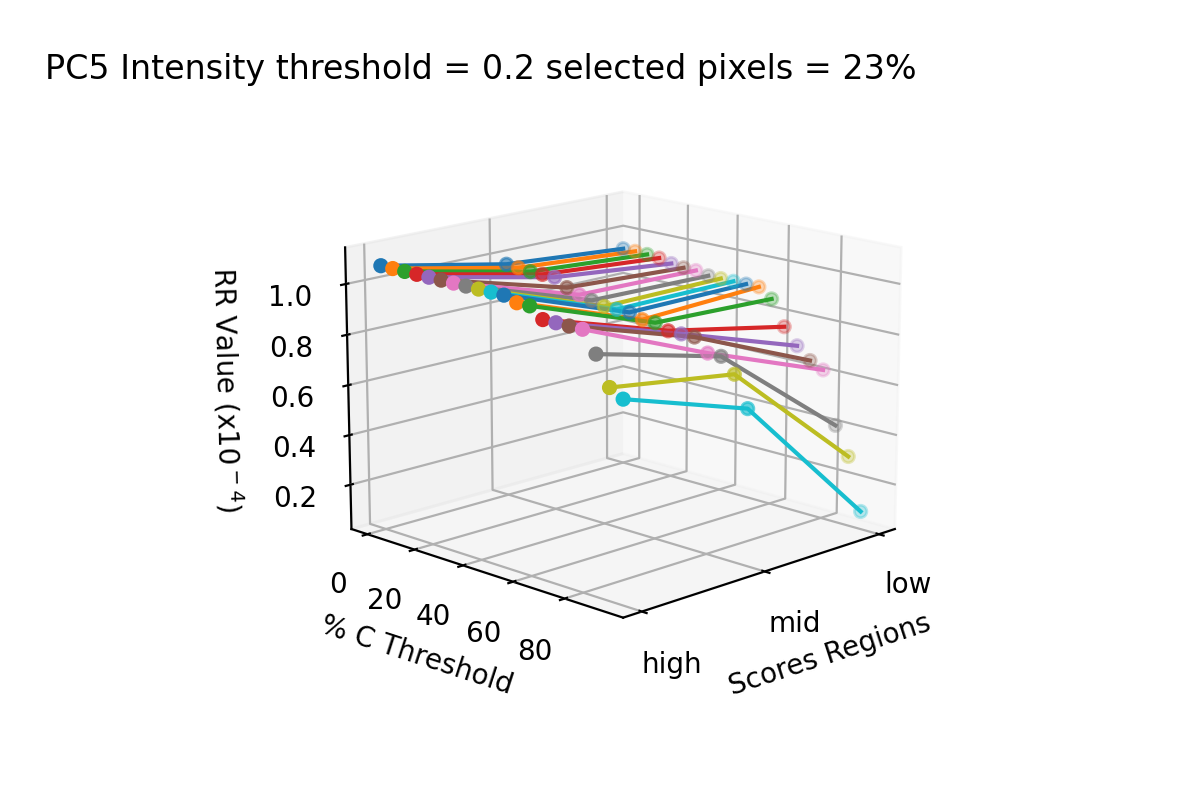 PC5 Intensity threshold = 0.2 selected pixels = 23%
1.0
0.8
0.6
0.4
0.2
RR Value (x10⁻⁴)
0
20
40
60
80
% C Threshold
high
mid
low
Scores Regions